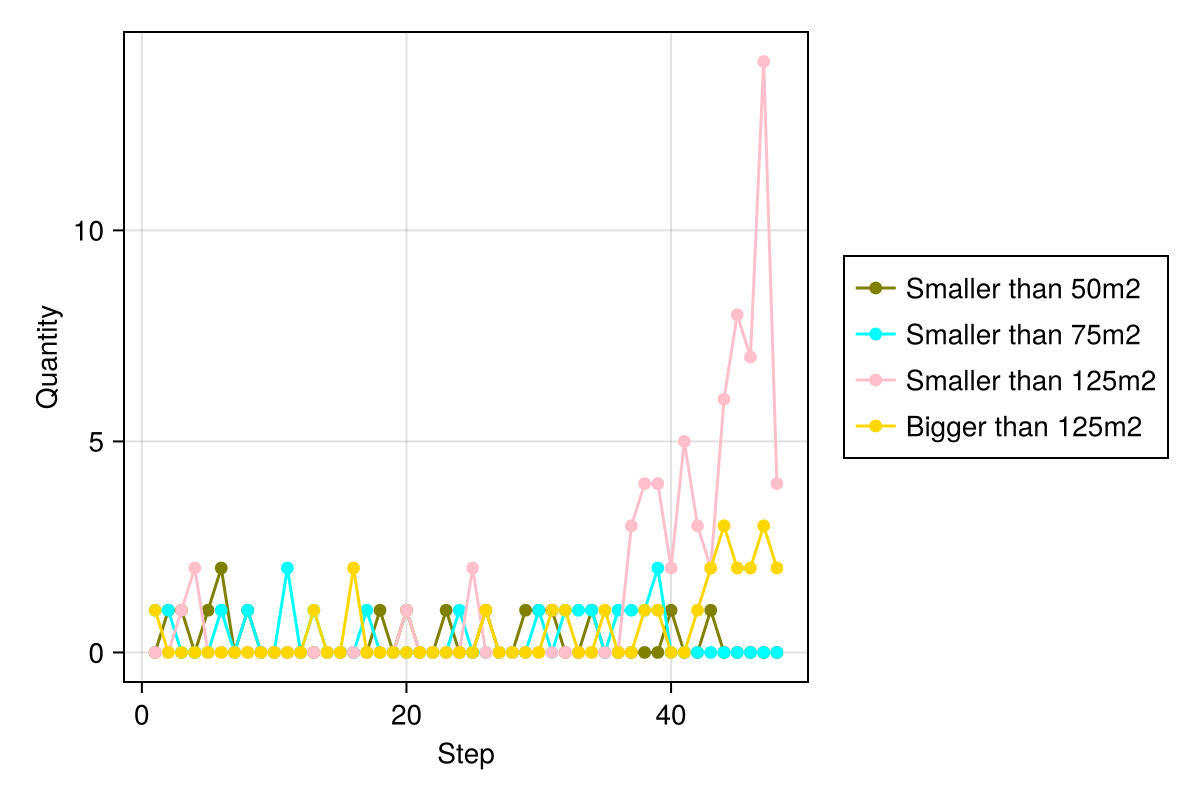 10
5
0
Quantity
0
20
40
Step
Smaller than 50m2
Smaller than 75m2
Smaller than 125m2
Bigger than 125m2